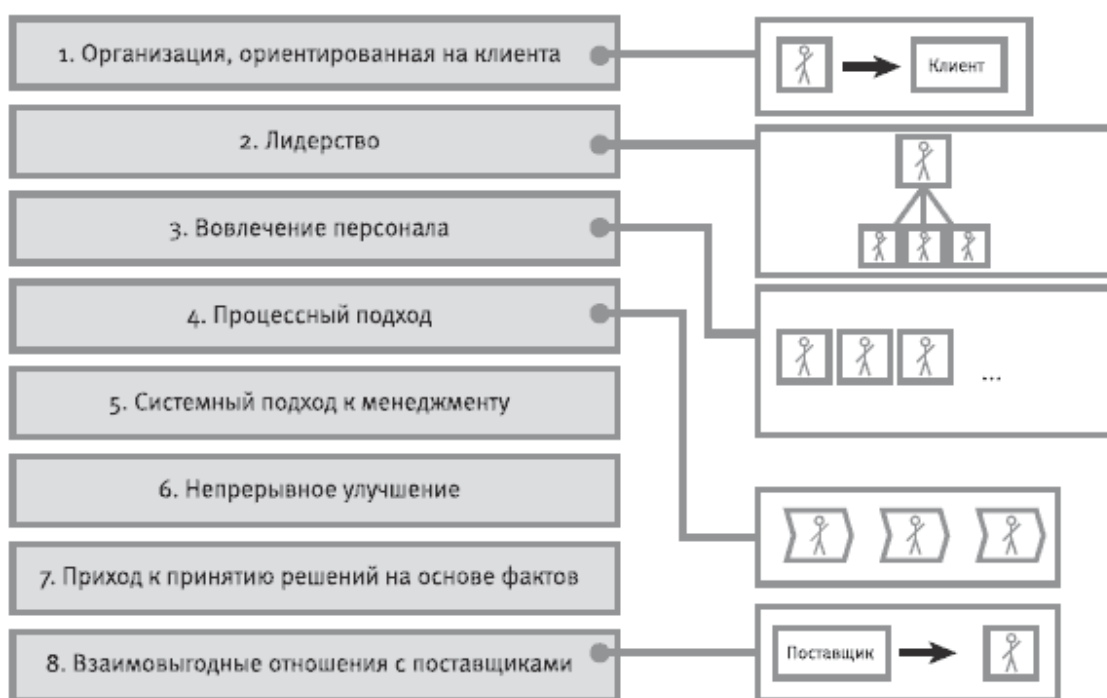 1. Организация, ориентированная на клиента
Клиент
2. Лидерство
3. Вовлечение персонала
4. Процессный подход
...
5. Системный подход к менеджменту
6. Непрерывное улучшение
7. Приход к принятию решений на основе фактов
8. Взаимовыгодные отношения с поставщиками
Поставщик